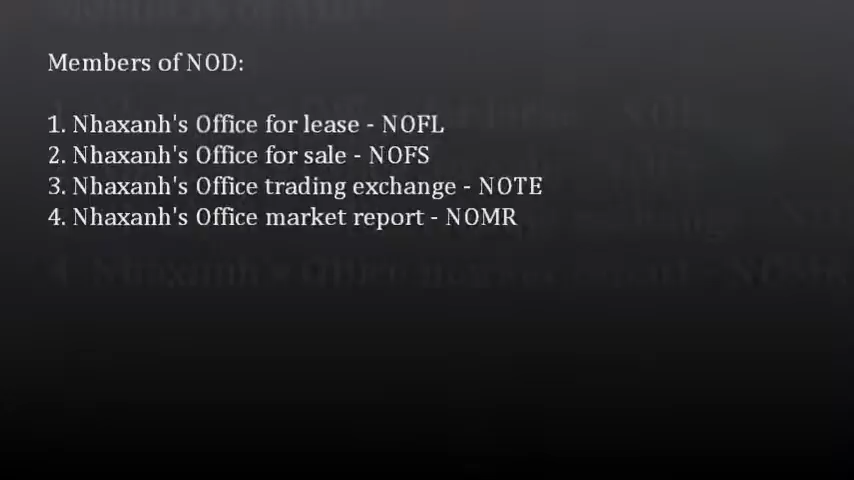 Members of NOD:
1. Nhaxanh's Office for lease - NOFL
2. Nhaxanh's Office for sale - NOFS
3. Nhaxanh's Office trading exchange - NOTE
4. Nhaxanh's Office market report - NOMR